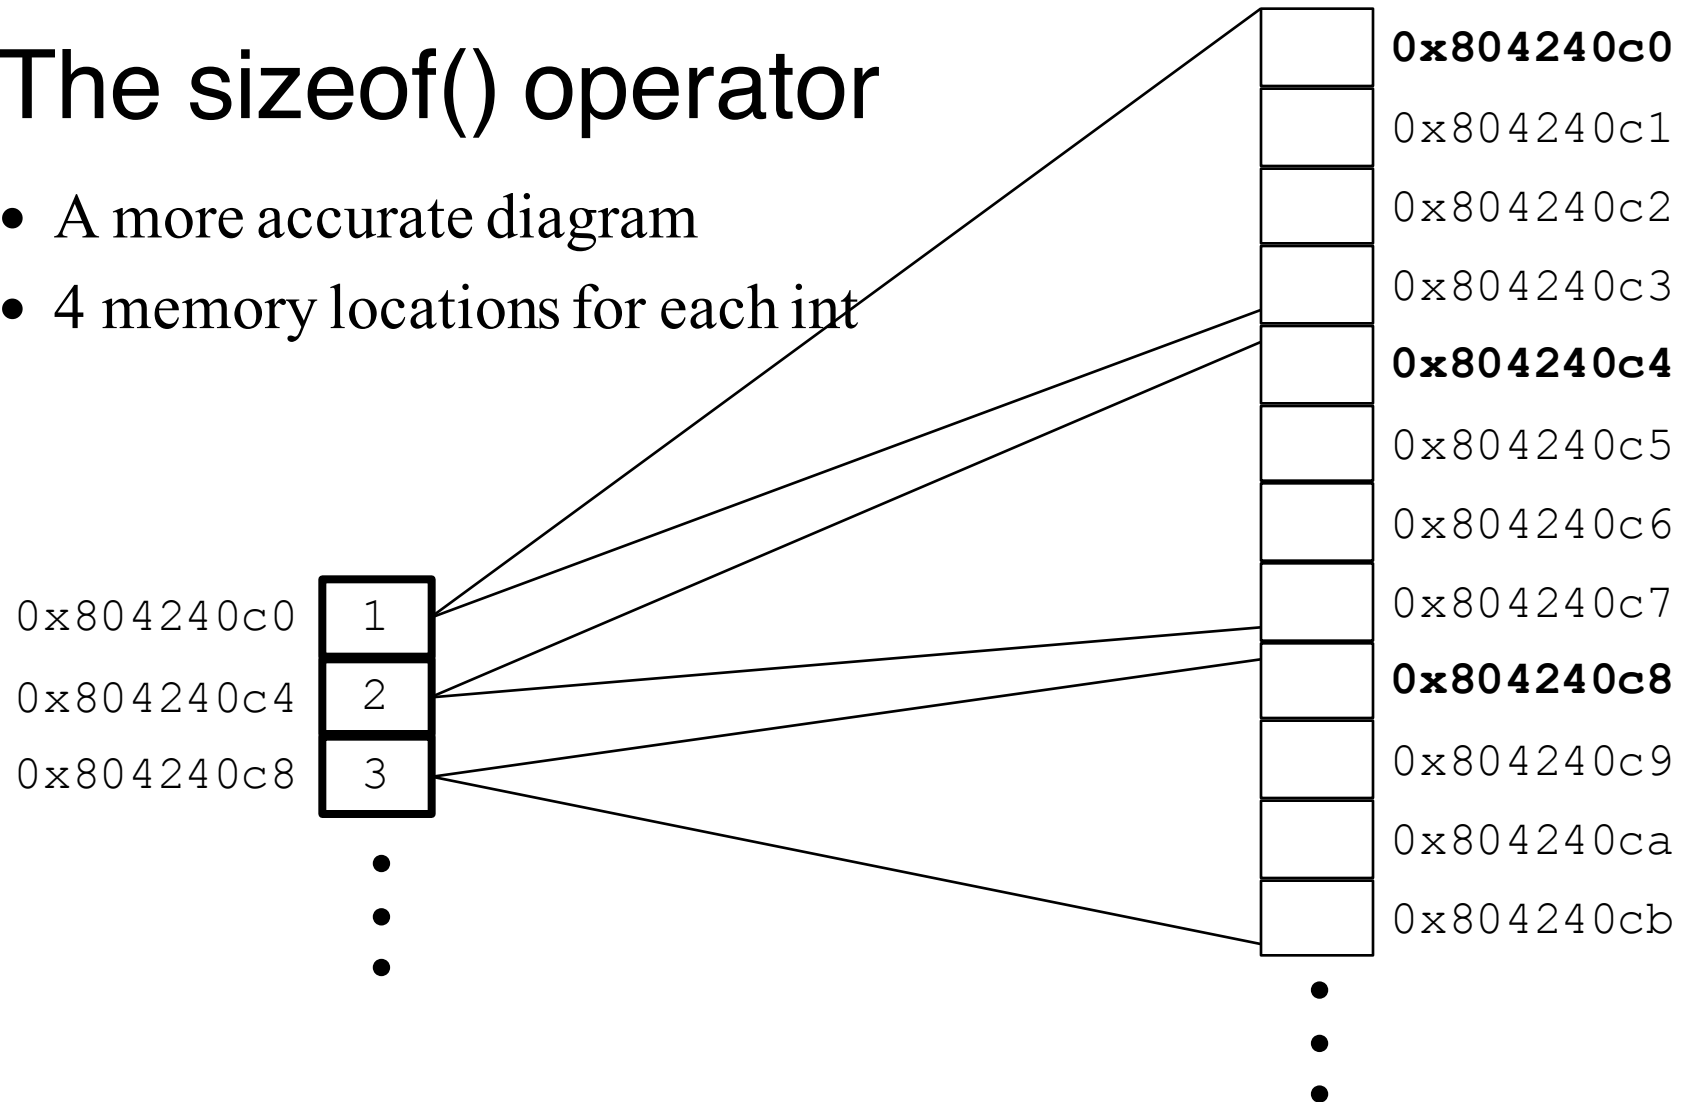 The sizeof() operator
• A more accurate diagram
• 4 memory locations for each int
0x804240c0 1
0x804240c4 2
0x804240c8 3
0x804240c0
0x804240c1
0x804240c2
0x804240c3
0x804240c4
0x804240c5
0x804240c6
0x804240c7
0x804240c8
0x804240c9
0x804240ca
0x804240cb